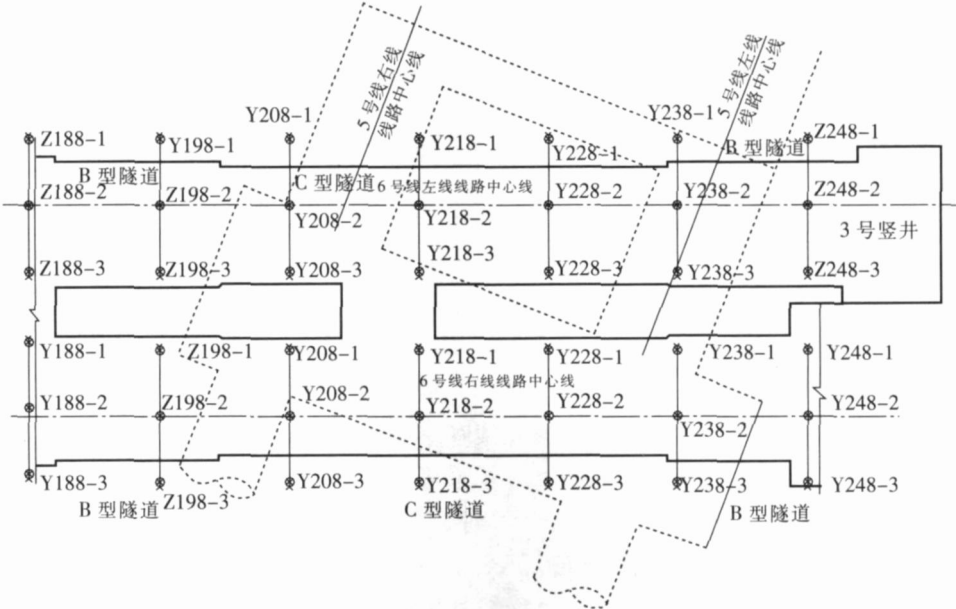 5号线右线
线路中心线
5号线左线
线路中心线
Y208-1
Y238-1
Z188-1
Y198-1
Y218-1
Y228-1
B型隧道
Z248-1
B型隧道
C型隧道
6号线左线线路中心线
Z188-2
Z198-2
Y208-2
Y218-2
Y228-2
Y238-2
Z248-2
3号竖井
Z188-3
Z198-3
Y208-3
Y218-3
Y228-3
Y238-3
Z248-3
Y188-1
Z198-1
Y208-1
Y218-1
Y228-1
Y238-1
Y248-1
6号线右线线路中心线
Y188-2
Z198-2
Y208-2
Y218-2
Y228-2
Y238-2
Y248-2
Y188-3
Z198-3
Y208-3
Y218-3
Y228-3
Y238-3
Y248-3
B型隧道
C型隧道
B型隧道